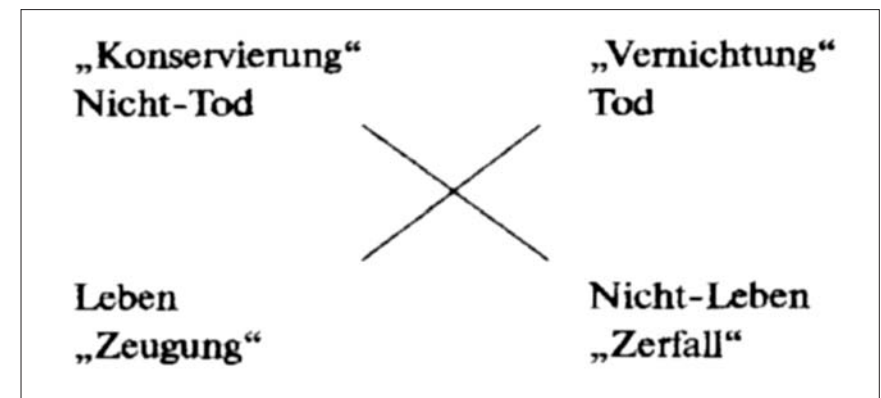 „Konservierung“
Nicht-Tod
„Vernichtung“
Tod
Leben
„Zeugung“
Nicht-Leben
„Zerfall“